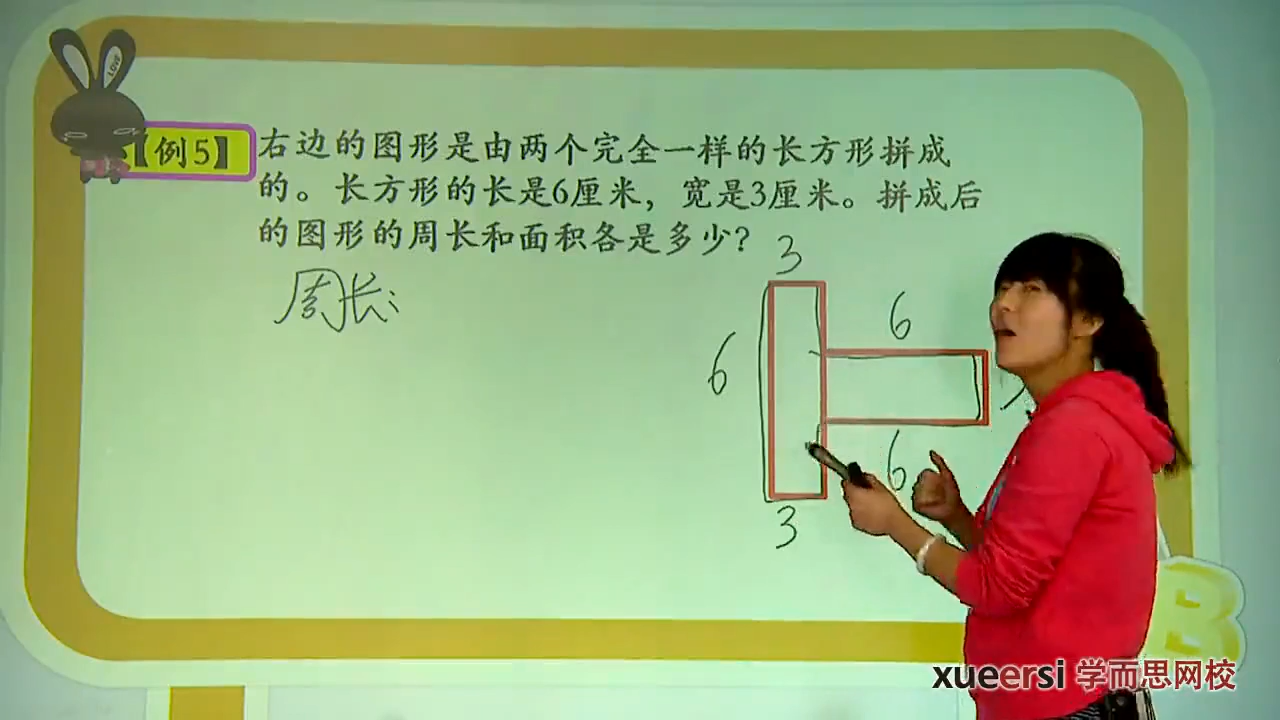 LOVE
【例5】
右边的图形是由两个完全一样的长方形拼成
的。长方形的长是6厘米，宽是3厘米。拼成后
的图形的周长和面积各是多少？
周长：
3
6
6
6
3
B
xueersi 学而思网校